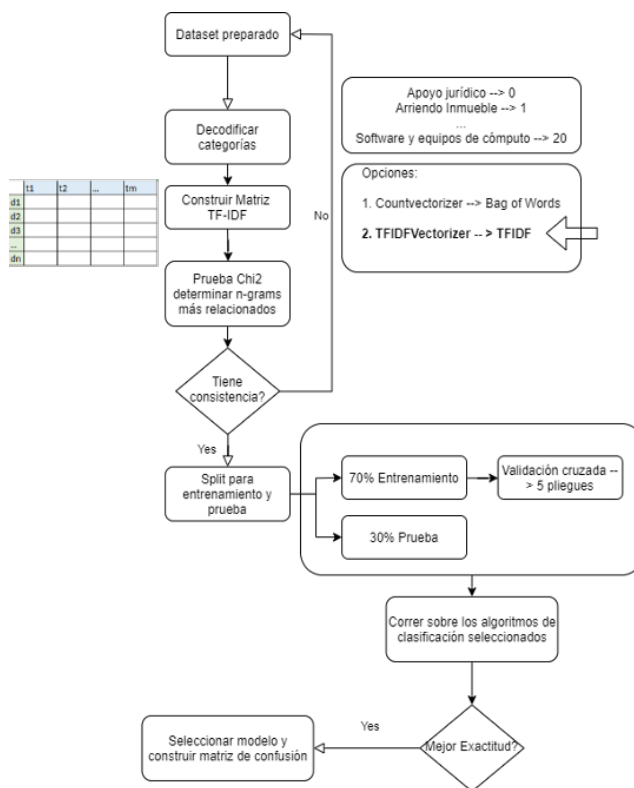 Dataset preparado
Apoyo jurídico --> 0
Arriendo Inmueble --> 1
...
Software y equipos de cómputo --> 20
Decodificar
categorías
Opciones:
1. Countvectorizer --> Bag of Words
2. TFIDFVectorizer -- > TFIDF
t1 t2 ... tm
d1
d2
d3
...
dn
Construir Matriz
TF-IDF
No
Prueba Chi2
determinar n-grams
más relacionados
Tiene
consistencia?
Yes
Split para
entrenamiento y
prueba
70% Entrenamiento
Validación cruzada --
> 5 pliegues
30% Prueba
Correr sobre los algoritmos de
clasificación seleccionados
Mejor Exactitud?
Yes
Seleccionar modelo y
construir matriz de confusión